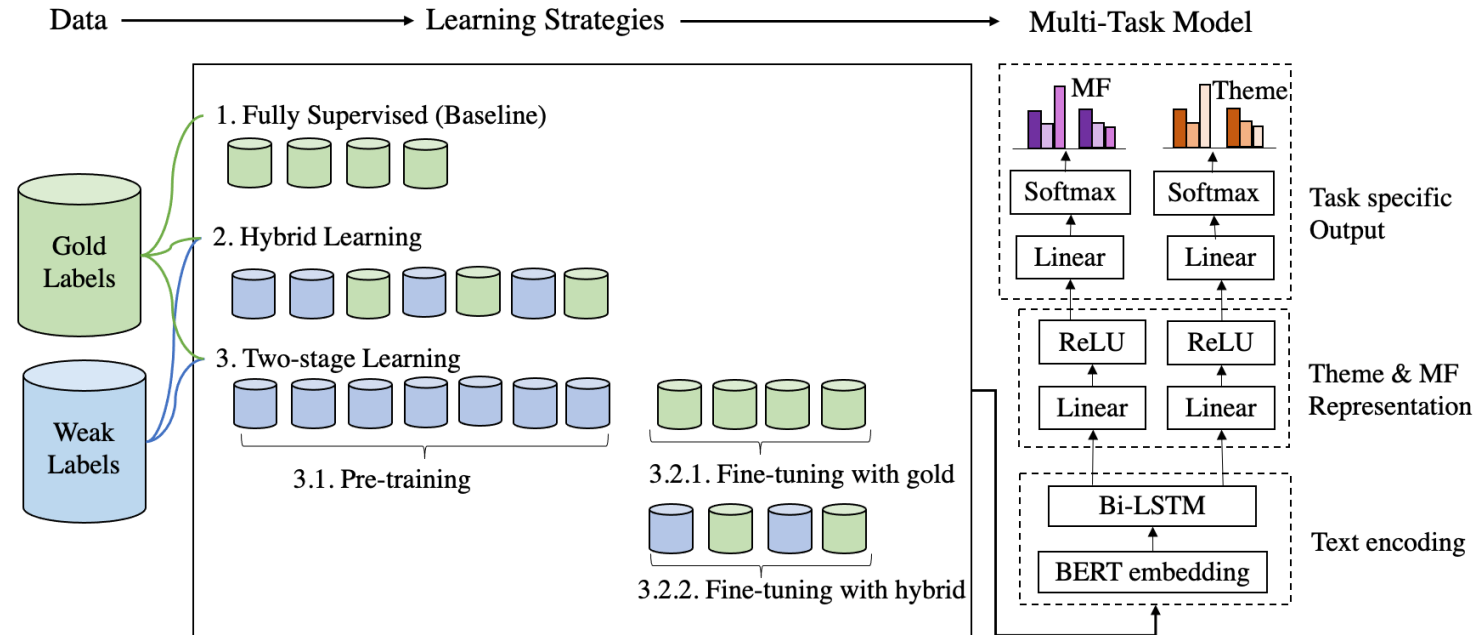 Data
Learning Strategies
Multi-Task Model
Gold
Labels
Weak
Labels
1. Fully Supervised (Baseline)
2. Hybrid Learning
3. Two-stage Learning
3.1. Pre-training
3.2.1. Fine-tuning with gold
3.2.2. Fine-tuning with hybrid
MF
Theme
Softmax
Softmax
Linear
Linear
Task specific
Output
ReLU
ReLU
Linear
Linear
Theme & MF
Representation
Bi-LSTM
BERT embedding
Text encoding